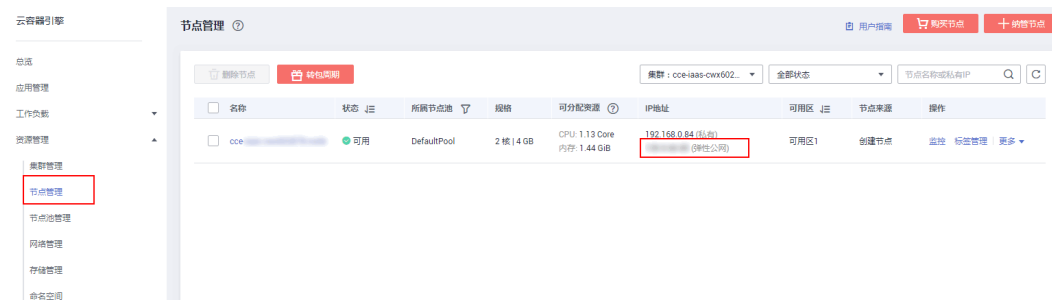 云容器引擎
总览
应用管理
工作负载
资源管理
集群管理
节点管理
节点池管理
网络管理
存储管理
命名空间
节点管理
用户指南
购买节点
纳管节点
删除节点
转包周期
集群：cce-iaas-cwx602...
全部状态
节点名称或私有IP
名称 状态 所属节点池 规格 可分配资源 IP地址 可用区 节点来源 操作
cce 可用 DefaultPool 2 核 | 4 GB CPU: 1.13 Core 192.168.0.84 (私有) 可用区1 创建节点 监控 标签管理 更多
内存: 1.44 GiB (弹性公网)